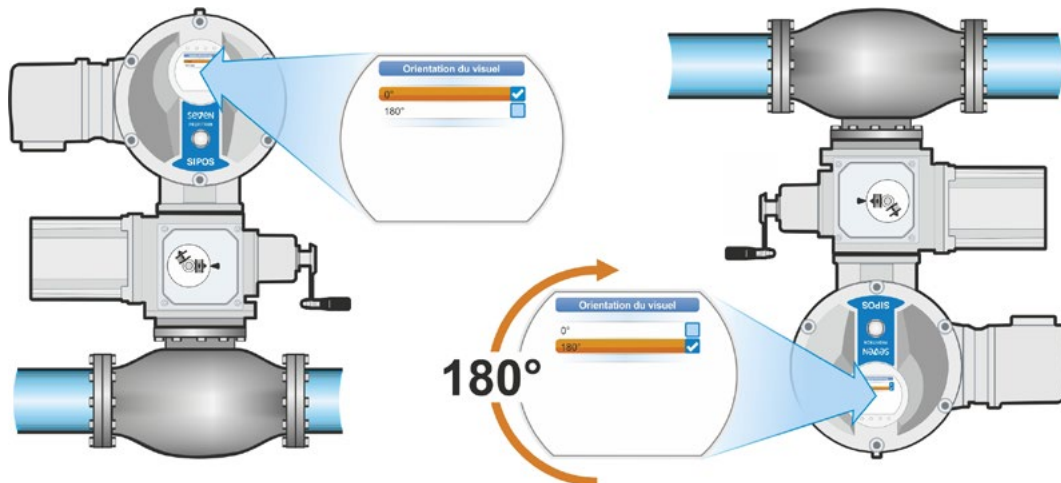 Orientation du visuel
0°
180°
seven
SIPOS
Orientation du visuel
0°
180°
180°
SIPOS
seven